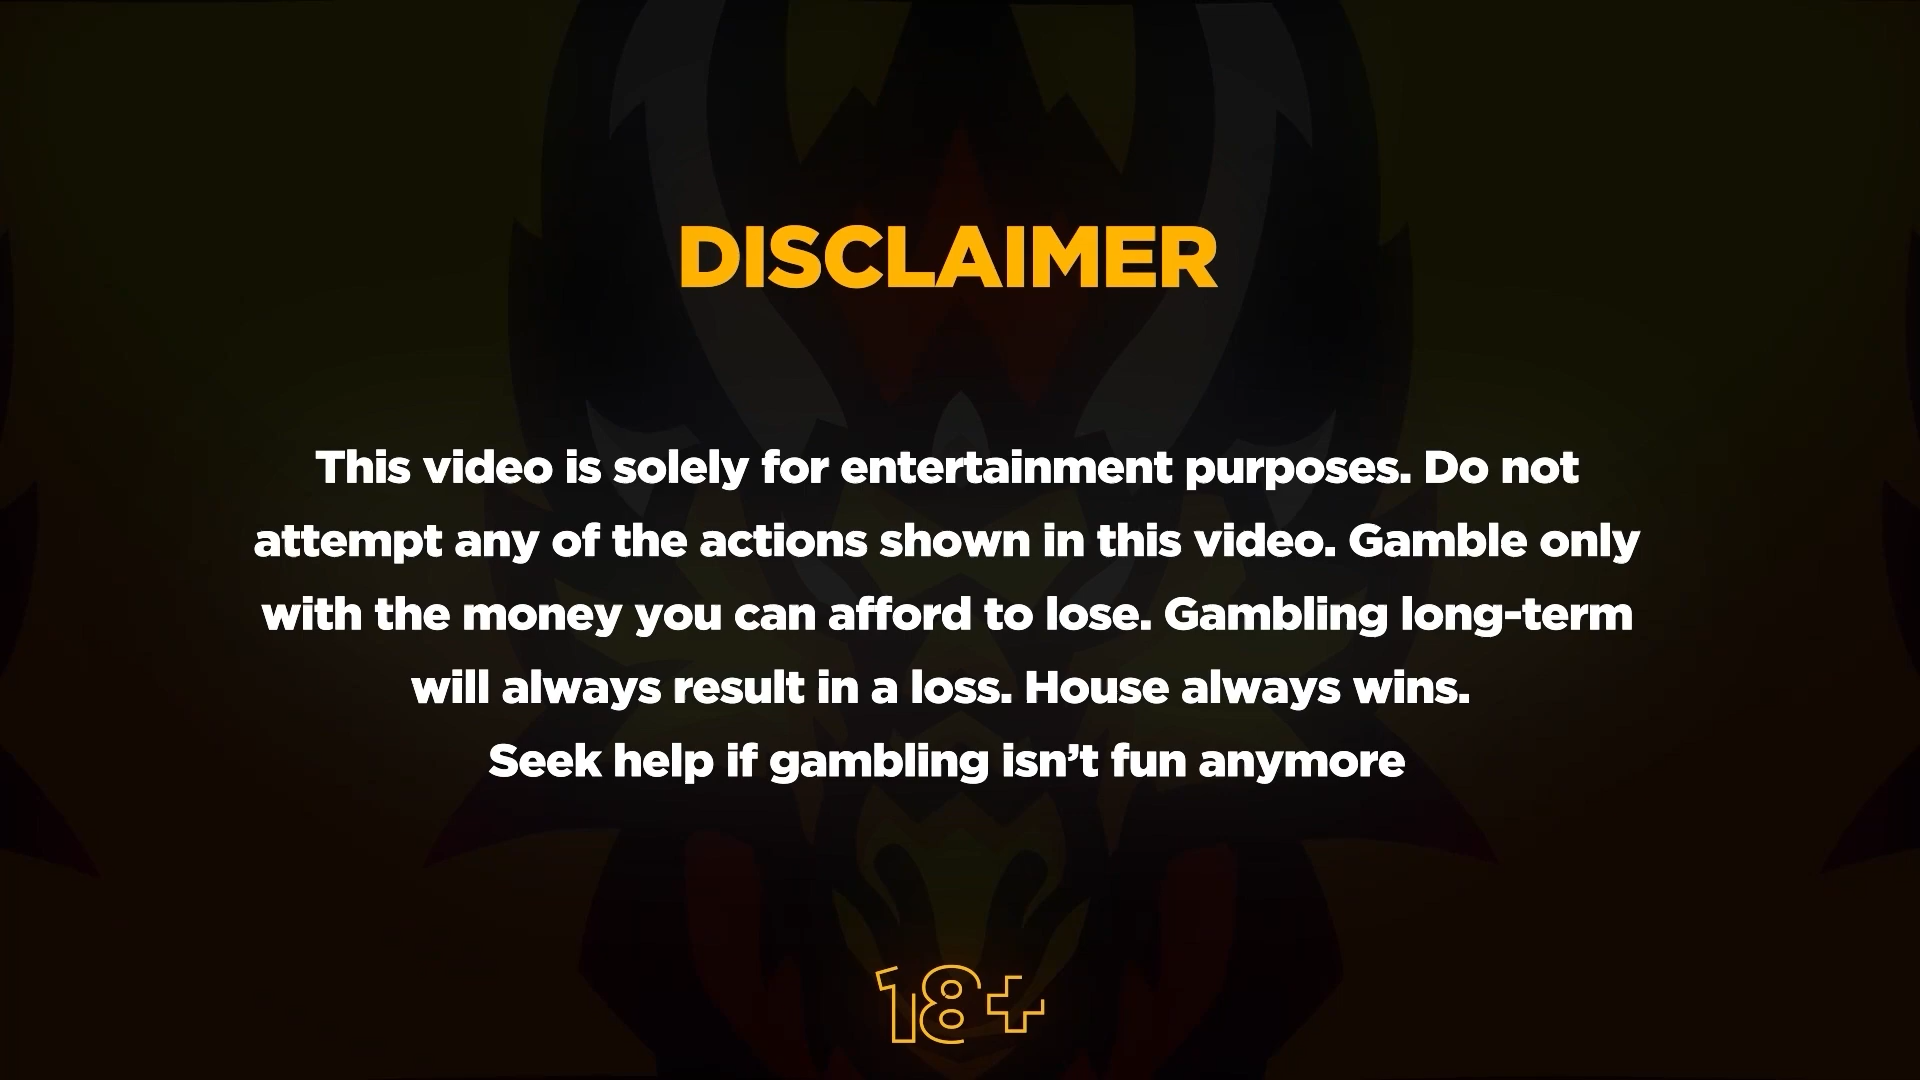 DISCLAIMER
This video is solely for entertainment purposes. Do not
attempt any of the actions shown in this video. Gamble only
with the money you can afford to lose. Gambling long-term
will always result in a loss. House always wins.
Seek help if gambling isn’t fun anymore
18+